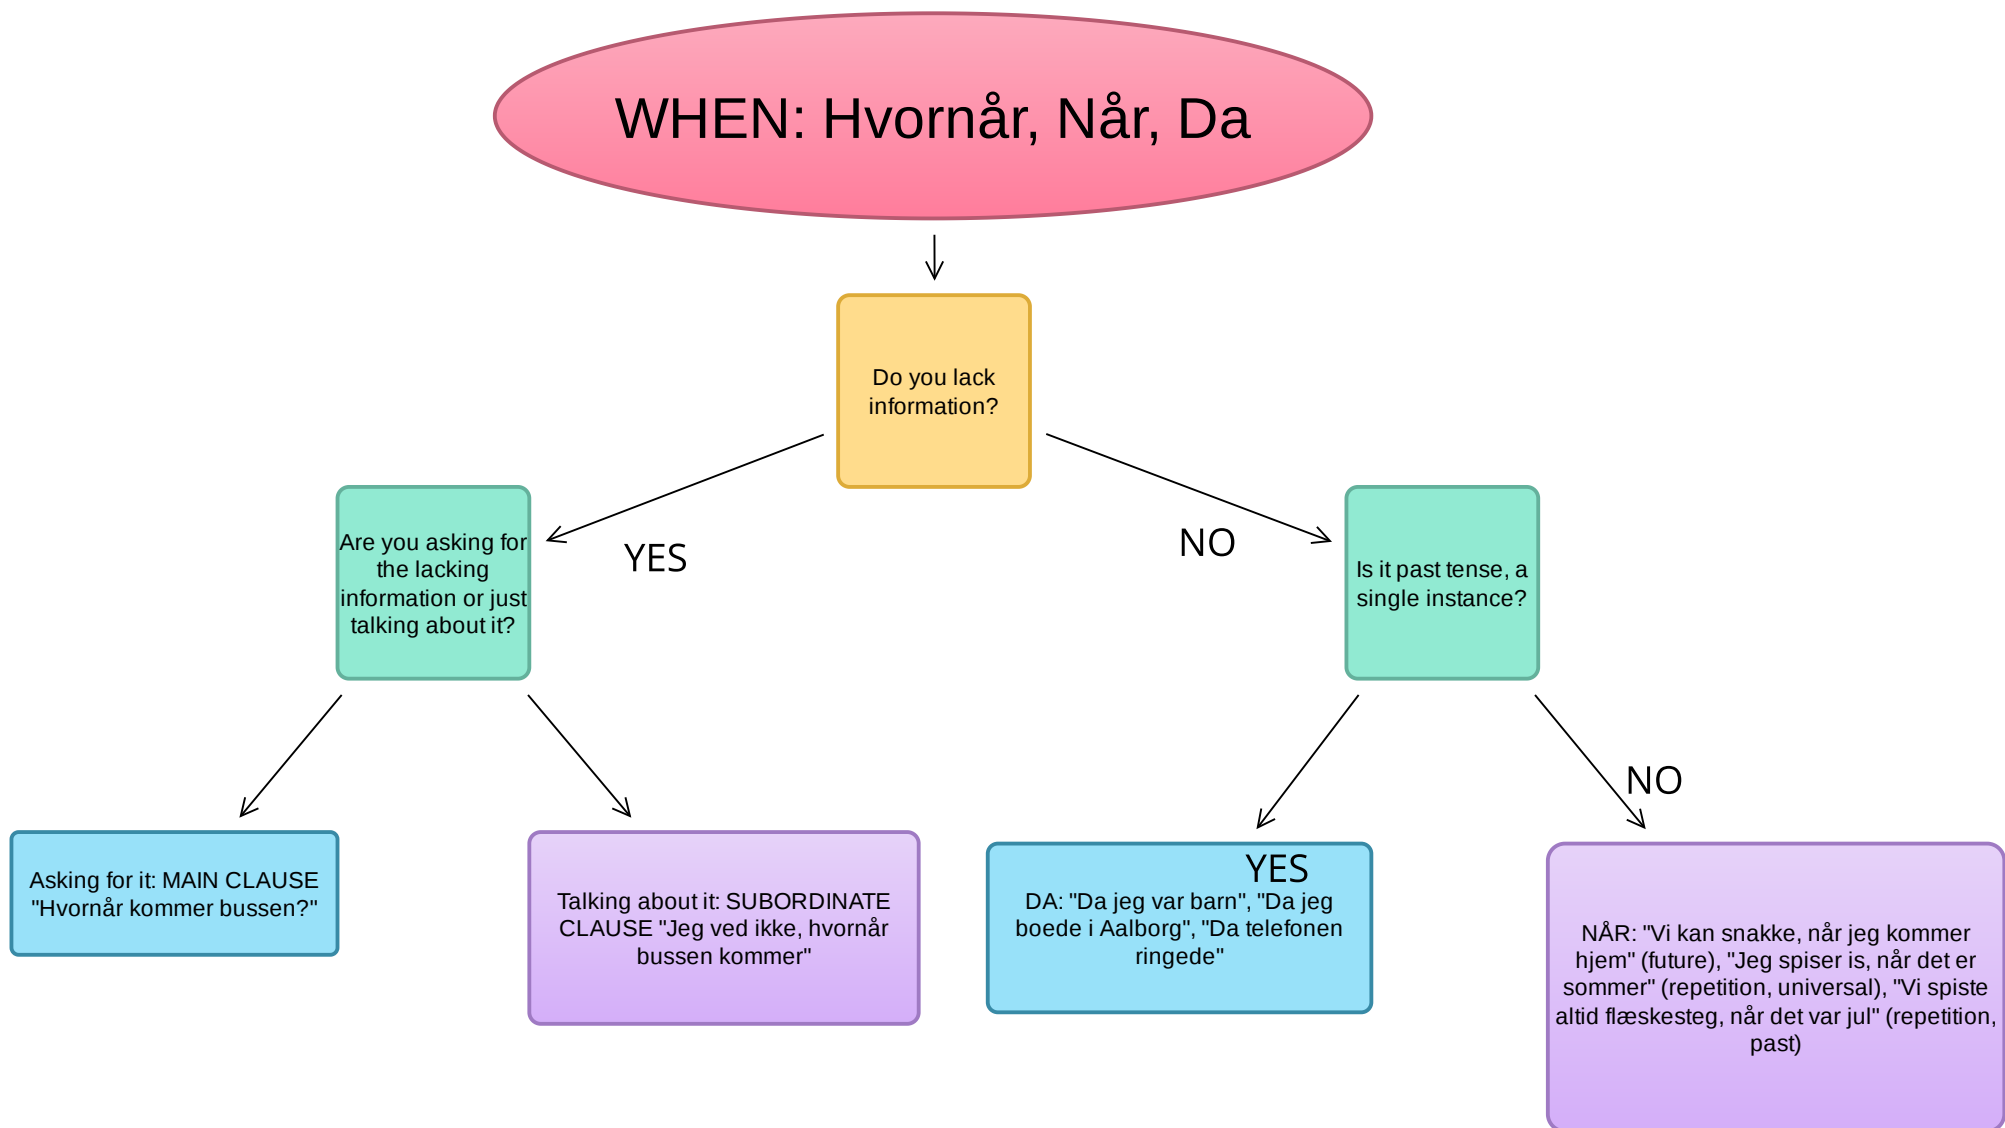 WHEN: Hvornår, Når, Da
Do you lack
information?
YES
NO
Are you asking for
the lacking
information or just
talking about it?
Is it past tense, a
single instance?
NO
Asking for it: MAIN CLAUSE
"Hvornår kommer bussen?"
Talking about it: SUBORDINATE
CLAUSE "Jeg ved ikke, hvornår
bussen kommer"
YES
DA: "Da jeg var barn", "Da jeg
boede i Aalborg", "Da telefonen
ringede"
NÅR: "Vi kan snakke, når jeg kommer
hjem" (future), "Jeg spiser is, når det er
sommer" (repetition, universal), "Vi spiste
altid flæskesteg, når det var jul" (repetition,
past)